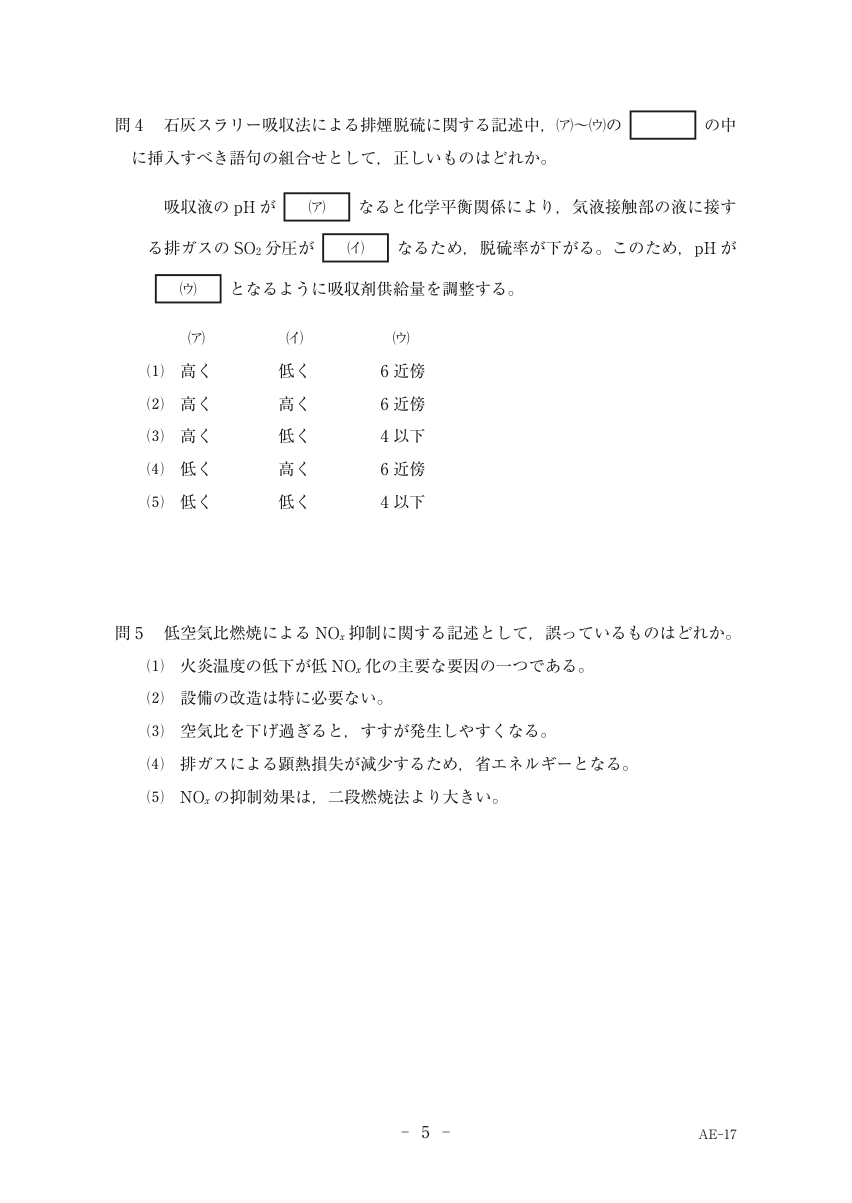 問4　石灰スラリー吸収法による排煙脱硫に関する記述中，㋐～㋒の　　　の中
に挿入すべき語句の組合せとして，正しいものはどれか。
吸収液の pH が （ア） なると化学平衡関係により，気液接触部の液に接す
る排ガスの SO₂ 分圧が （イ） なるため，脱硫率が下がる。このため，pH が
（ウ） となるように吸収剤供給量を調整する。
（ア）　（イ）　（ウ）
(1)　高く　低く　6 近傍
(2)　高く　高く　6 近傍
(3)　高く　低く　4 以下
(4)　低く　高く　6 近傍
(5)　低く　低く　4 以下
問5　低空気比燃焼による NOx 抑制に関する記述として，誤っているものはどれか。
(1)　火炎温度の低下が低 NOx 化の主要な要因の一つである。
(2)　設備の改造は特に必要ない。
(3)　空気比を下げ過ぎると，すすが発生しやすくなる。
(4)　排ガスによる顕熱損失が減少するため，省エネルギーとなる。
(5)　NOx の抑制効果は，二段燃焼法より大きい。
－ 5 －
AE–17